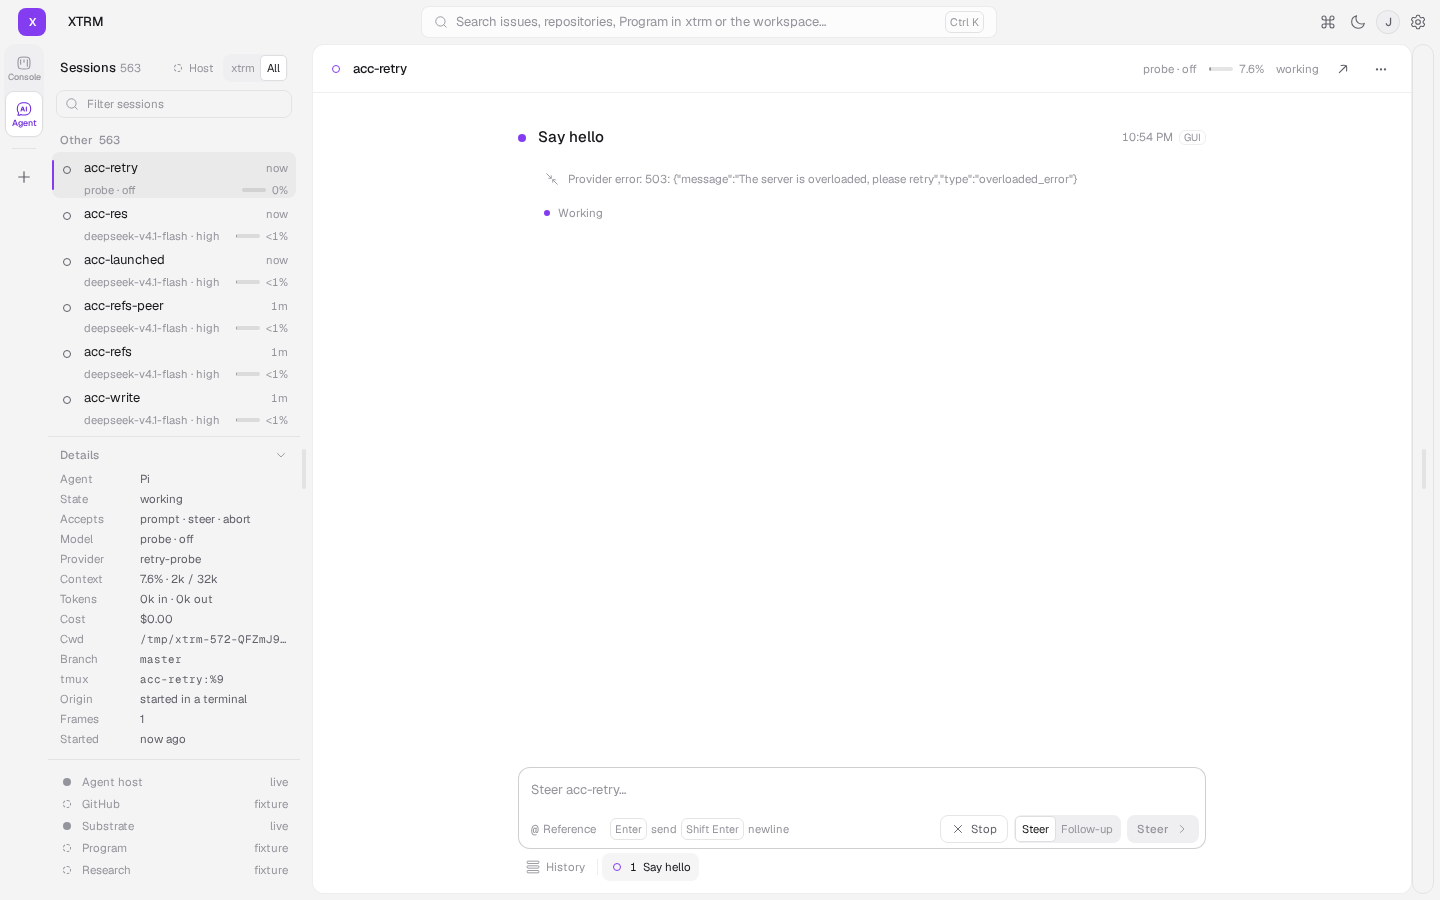 X XTRM Search issues, repositories, Program in xtrm or the workspace... Ctrl K J
Console
Agent
Sessions 563 Host xtrm All
Filter sessions
Other 563
acc-retry now
probe · off 0%
acc-res now
deepseek-v4.1-flash · high <1%
acc-launched now
deepseek-v4.1-flash · high <1%
acc-refs-peer 1m
deepseek-v4.1-flash · high <1%
acc-refs 1m
deepseek-v4.1-flash · high <1%
acc-write 1m
deepseek-v4.1-flash · high <1%
Details
Agent Pi
State working
Accepts prompt · steer · abort
Model probe · off
Provider retry-probe
Context 7.6% · 2k / 32k
Tokens 0k in · 0k out
Cost $0.00
Cwd /tmp/xtrm-572-QFZmJ9…
Branch master
tmux acc-retry:%9
Origin started in a terminal
Frames 1
Started now ago
Agent host live
GitHub fixture
Substrate live
Program fixture
Research fixture
acc-retry probe · off 7.6% working
Say hello 10:54 PM GUI
Provider error: 503: {"message":"The server is overloaded, please retry","type":"overloaded_error"}
Working
Steer acc-retry…
@ Reference Enter send Shift Enter newline Stop Steer Follow-up Steer
History 1 Say hello